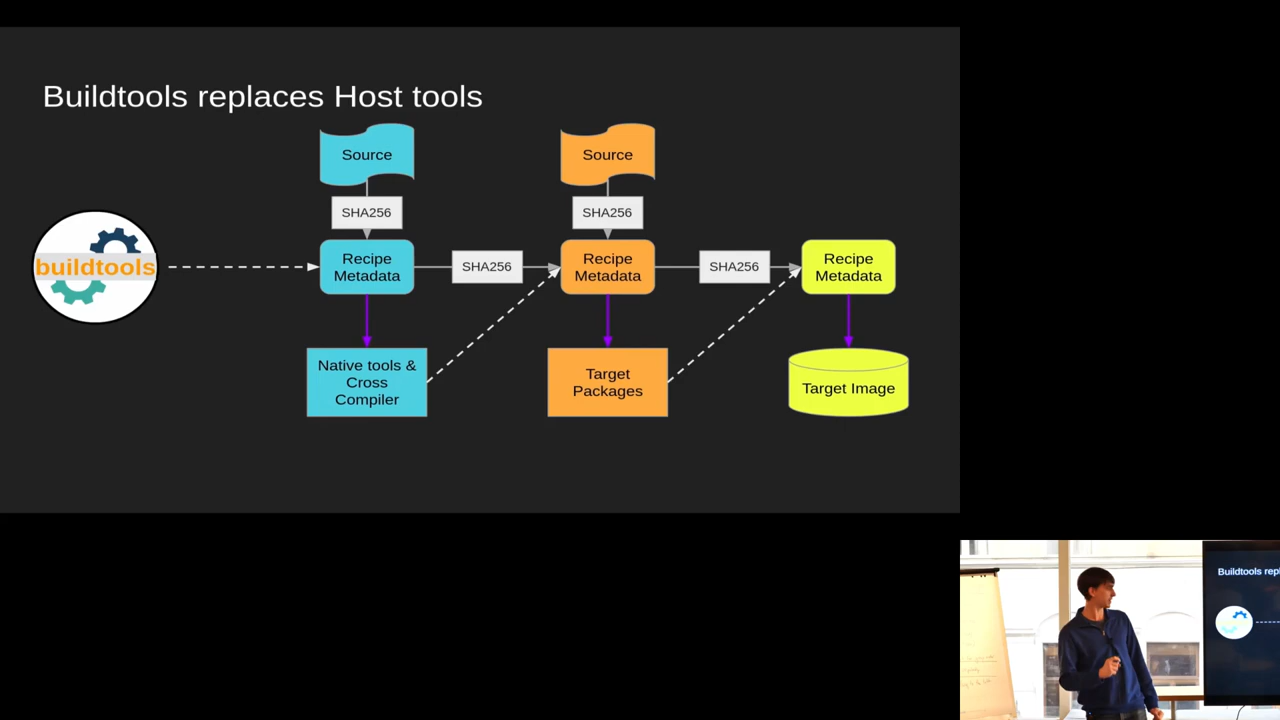 Buildtools replaces Host tools
Source
Source
SHA256
SHA256
buildtools
Recipe
Metadata
SHA256
Recipe
Metadata
SHA256
Recipe
Metadata
Native tools &
Cross
Compiler
Target
Packages
Target Image
Buildtools repl